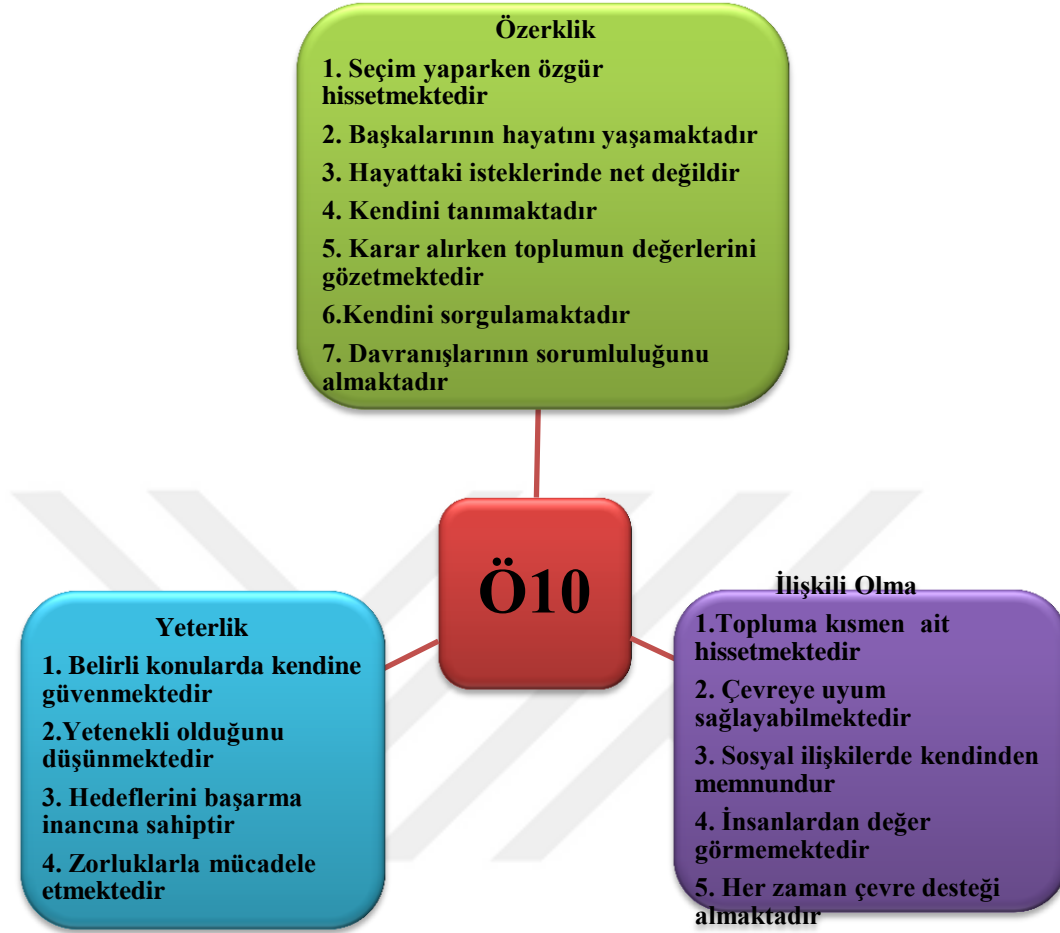 Özerklik
1. Seçim yaparken özgür
hissetmektedir
2. Başkalarının hayatını yaşamaktadır
3. Hayattaki isteklerinde net değildir
4. Kendini tanımaktadır
5. Karar alırken toplumun değerlerini
gözetmektedir
6.Kendini sorgulamaktadır
7. Davranışlarının sorumluluğunu
almaktadır
Ö10
Yeterlik
1. Belirli konularda kendine
güvenmektedir
2.Yetenekli olduğunu
düşünmektedir
3. Hedeflerini başarma
inancına sahiptir
4. Zorluklarla mücadele
etmektedir
İlişkili Olma
1.Topluma kısmen ait
hissetmektedir
2. Çevreye uyum
sağlayabilmektedir
3. Sosyal ilişkilerde kendinden
memnundur
4. İnsanlardan değer
görmemektedir
5. Her zaman çevre desteği
almaktadır